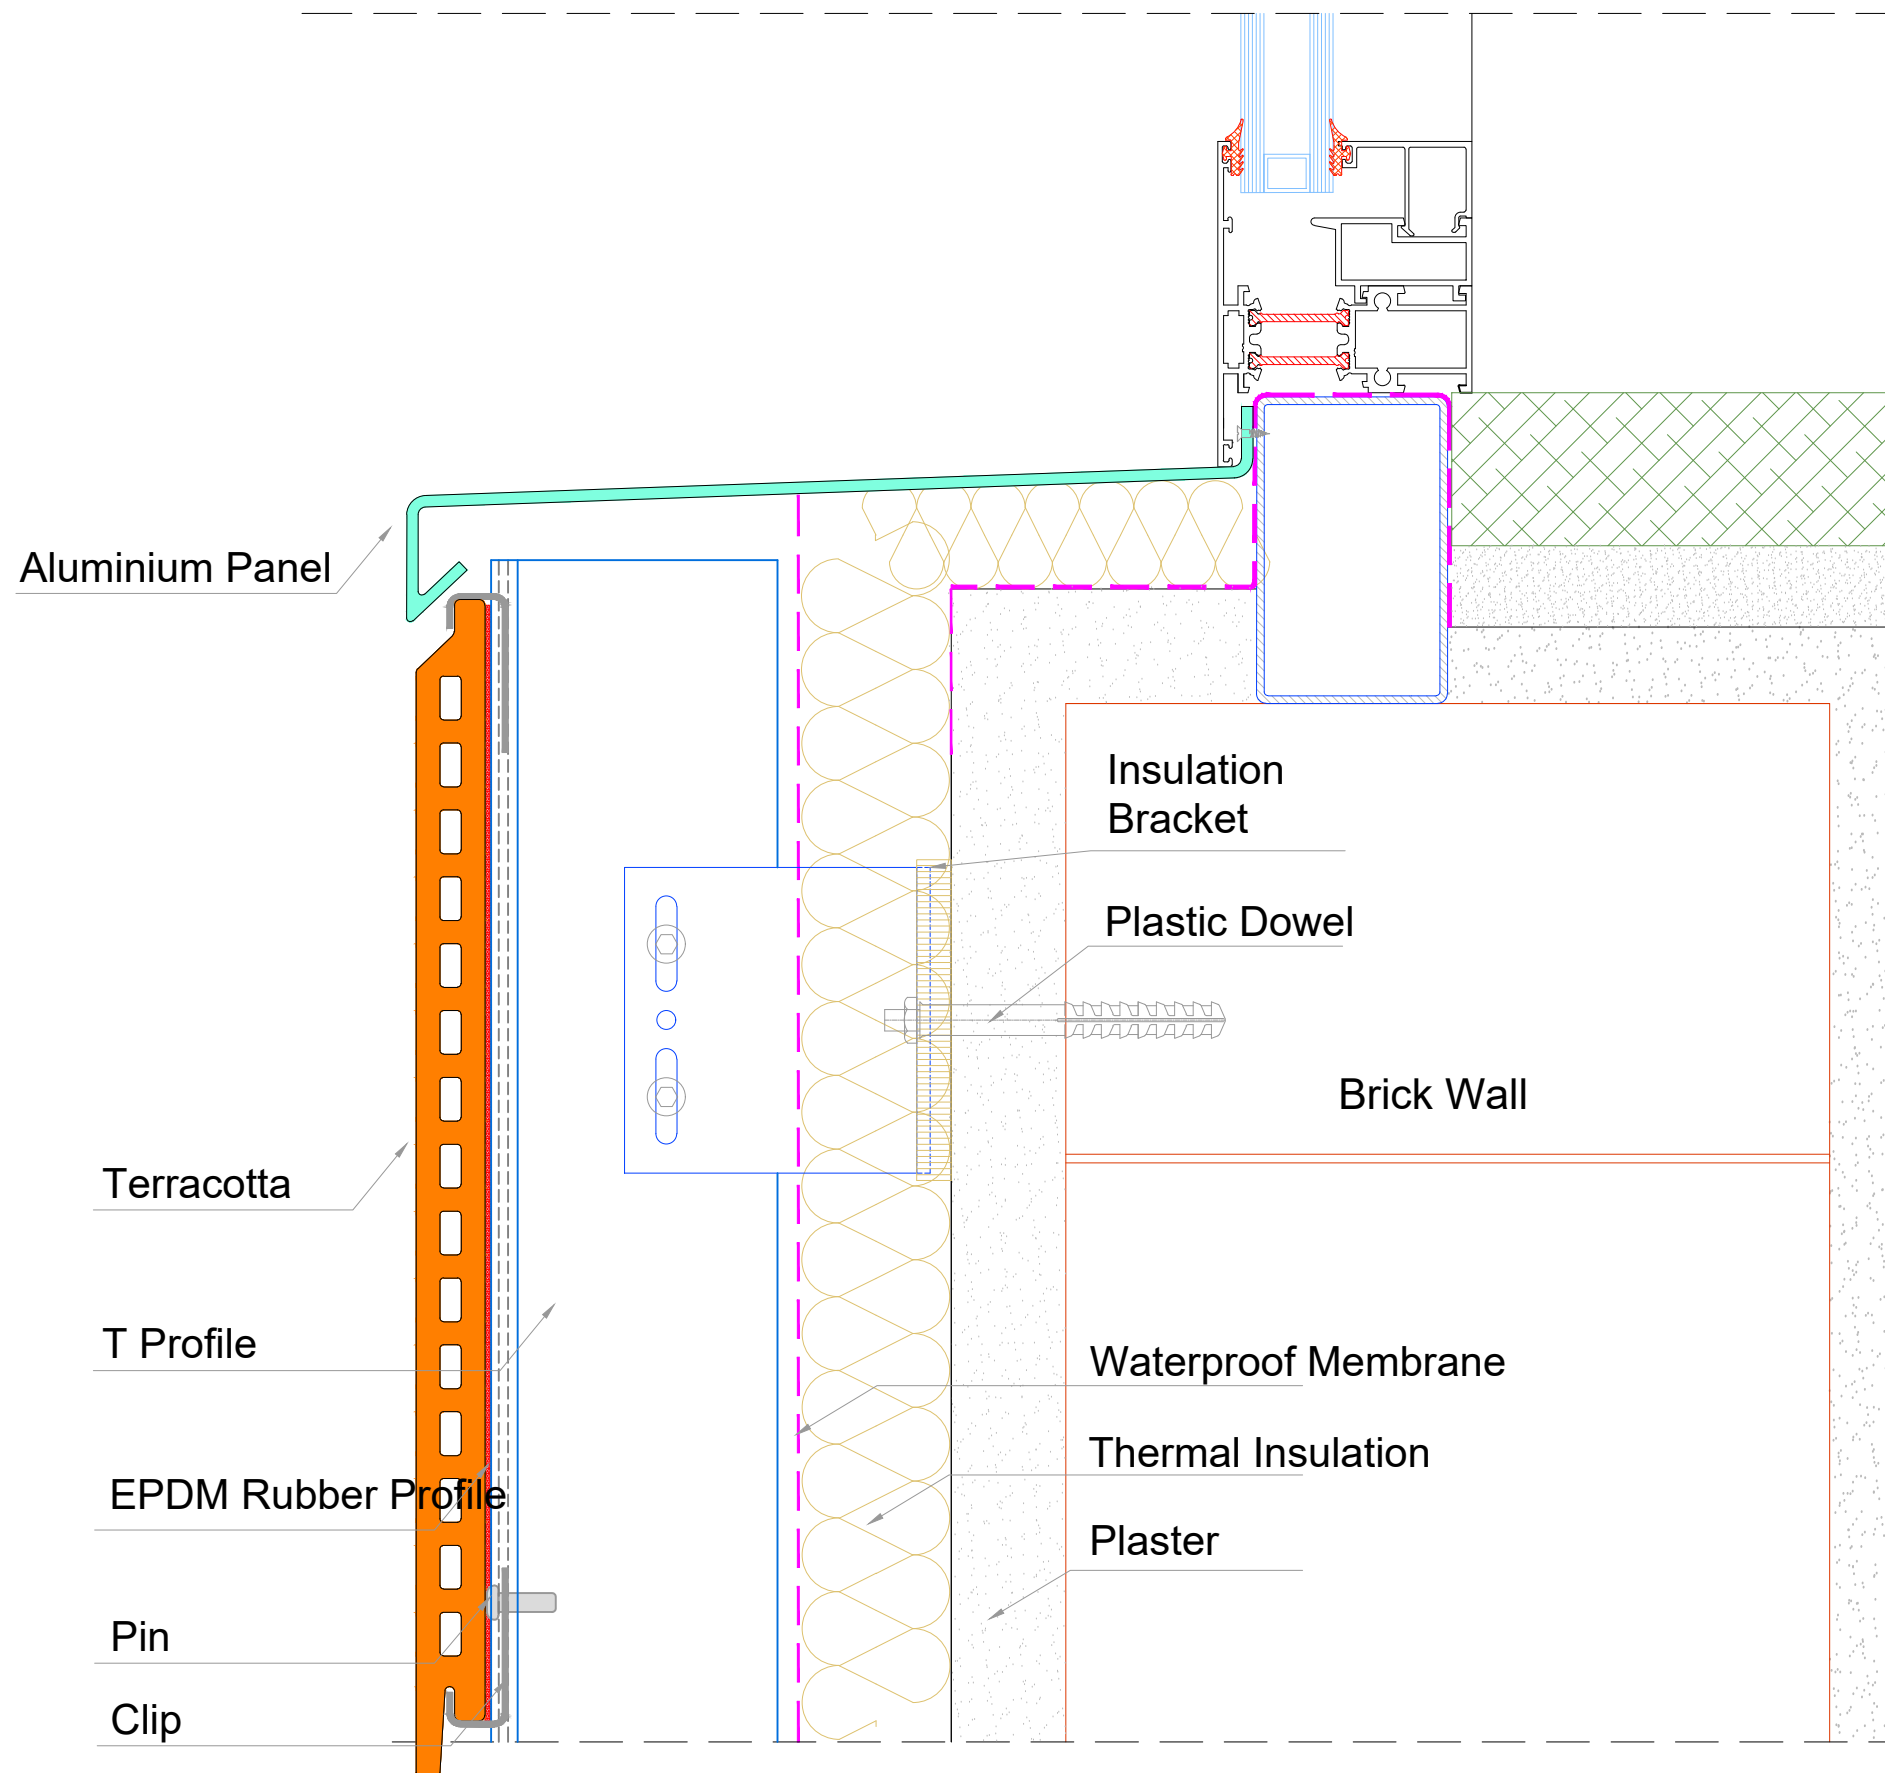 Aluminium Panel
Insulation
Bracket
Plastic Dowel
Brick Wall
Terracotta
T Profile
Waterproof Membrane
Thermal Insulation
EPDM Rubber Profile
Plaster
Pin
Clip